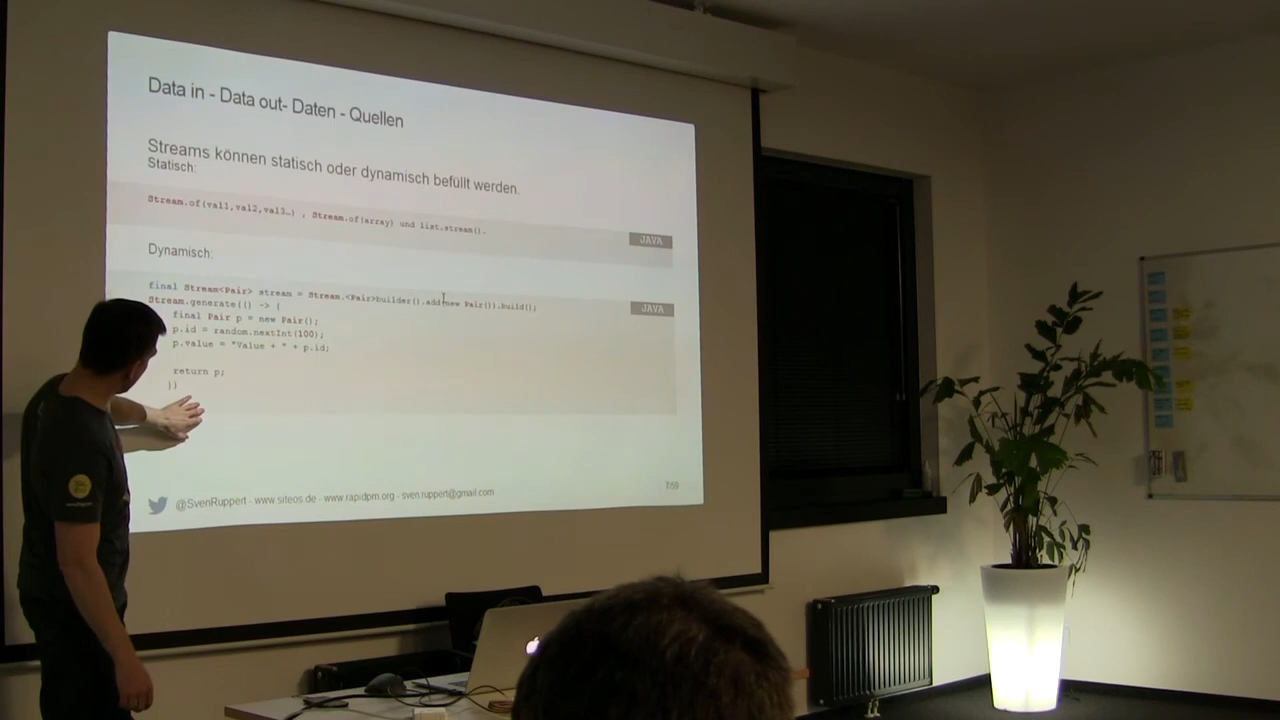 Data in - Data out- Daten - Quellen
Streams können statisch oder dynamisch befüllt werden.
Statisch:
Stream.of(val1,val2,val3…) , Stream.of(array) und list.stream().
JAVA
Dynamisch:
final Stream<Pair> stream = Stream.<Pair>builder().add(new Pair()).build();
Stream.generate(() -> {
final Pair p = new Pair();
p.id = random.nextInt(100);
p.value = "Value + " + p.id;
return p;
})
JAVA
@SvenRuppert - www.siteos.de - www.rapidpm.org - sven.ruppert@gmail.com
7/59